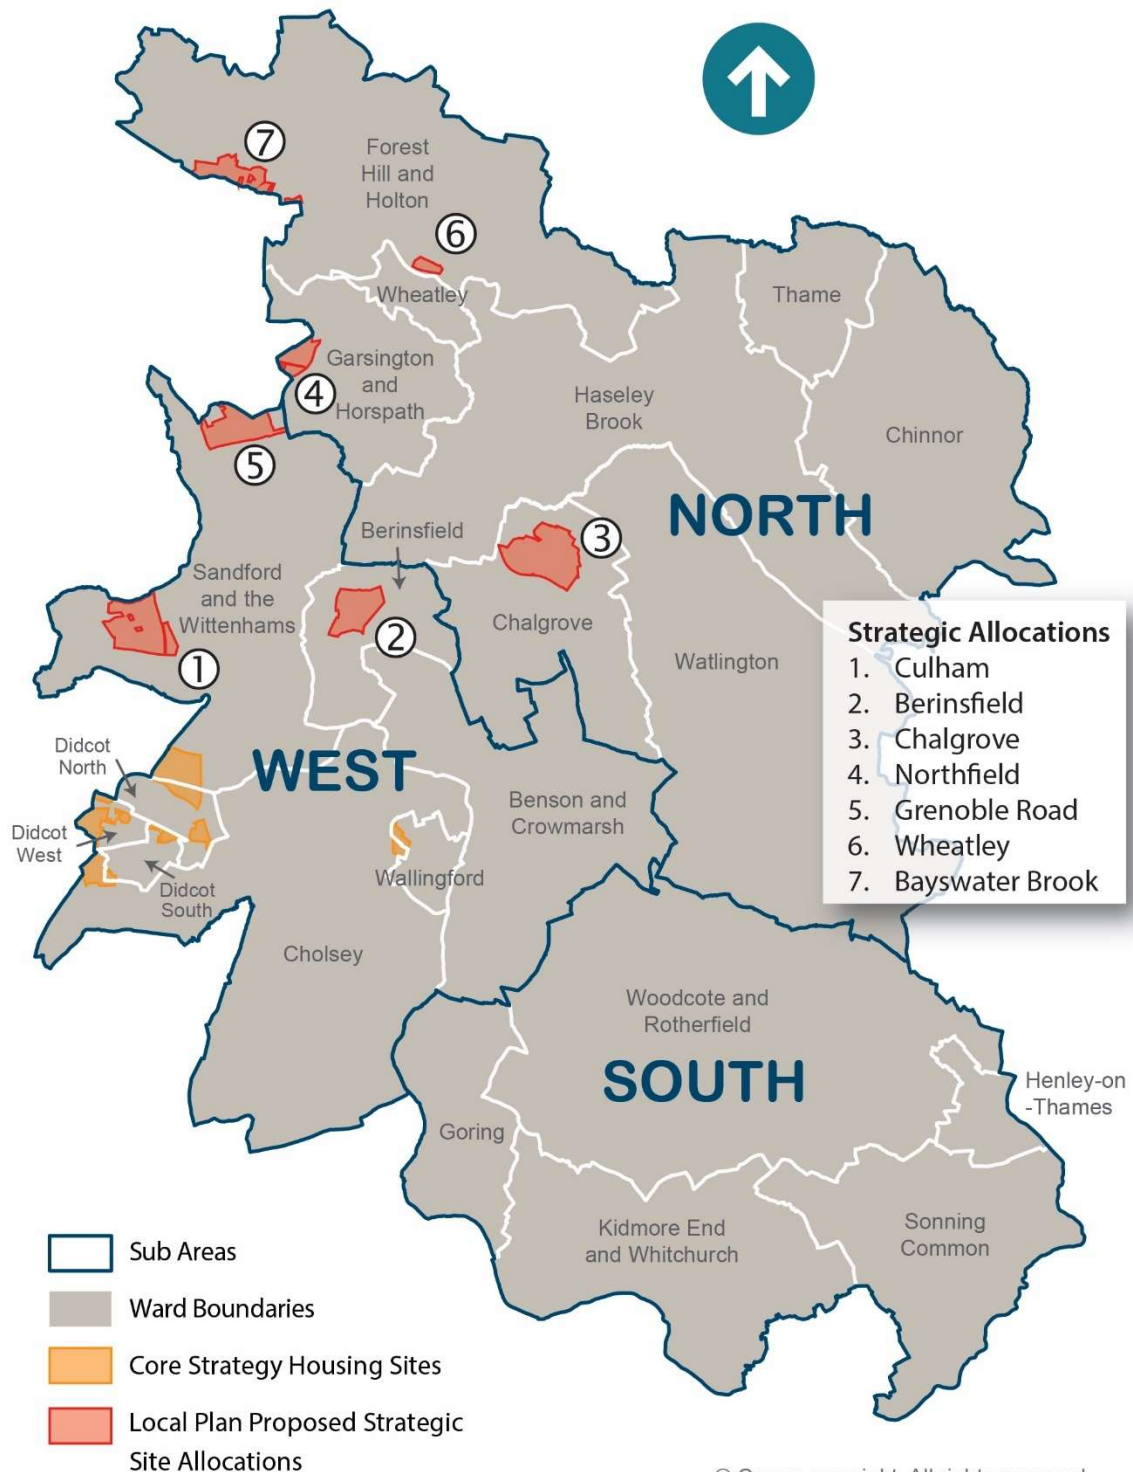 7
Forest
Hill and
Holton
6
Wheatley
Thame
4
Garsington
and
Horspath
Haseley
Brook
Chinnor
5
NORTH
Berinsfield
3
Sandford
and the
Wittenhams
2
Chalgrove
Watlington
1
Strategic Allocations
1. Culham
2. Berinsfield
3. Chalgrove
4. Northfield
5. Grenoble Road
6. Wheatley
7. Bayswater Brook
Didcot
North
WEST
Benson and
Crowmarsh
Didcot
West
Didcot
South
Wallingford
Cholsey
Woodcote and
Rotherfield
SOUTH
Henley-on
-Thames
Goring
Kidmore End
and Whitchurch
Sonning
Common
Sub Areas
Ward Boundaries
Core Strategy Housing Sites
Local Plan Proposed Strategic
Site Allocations